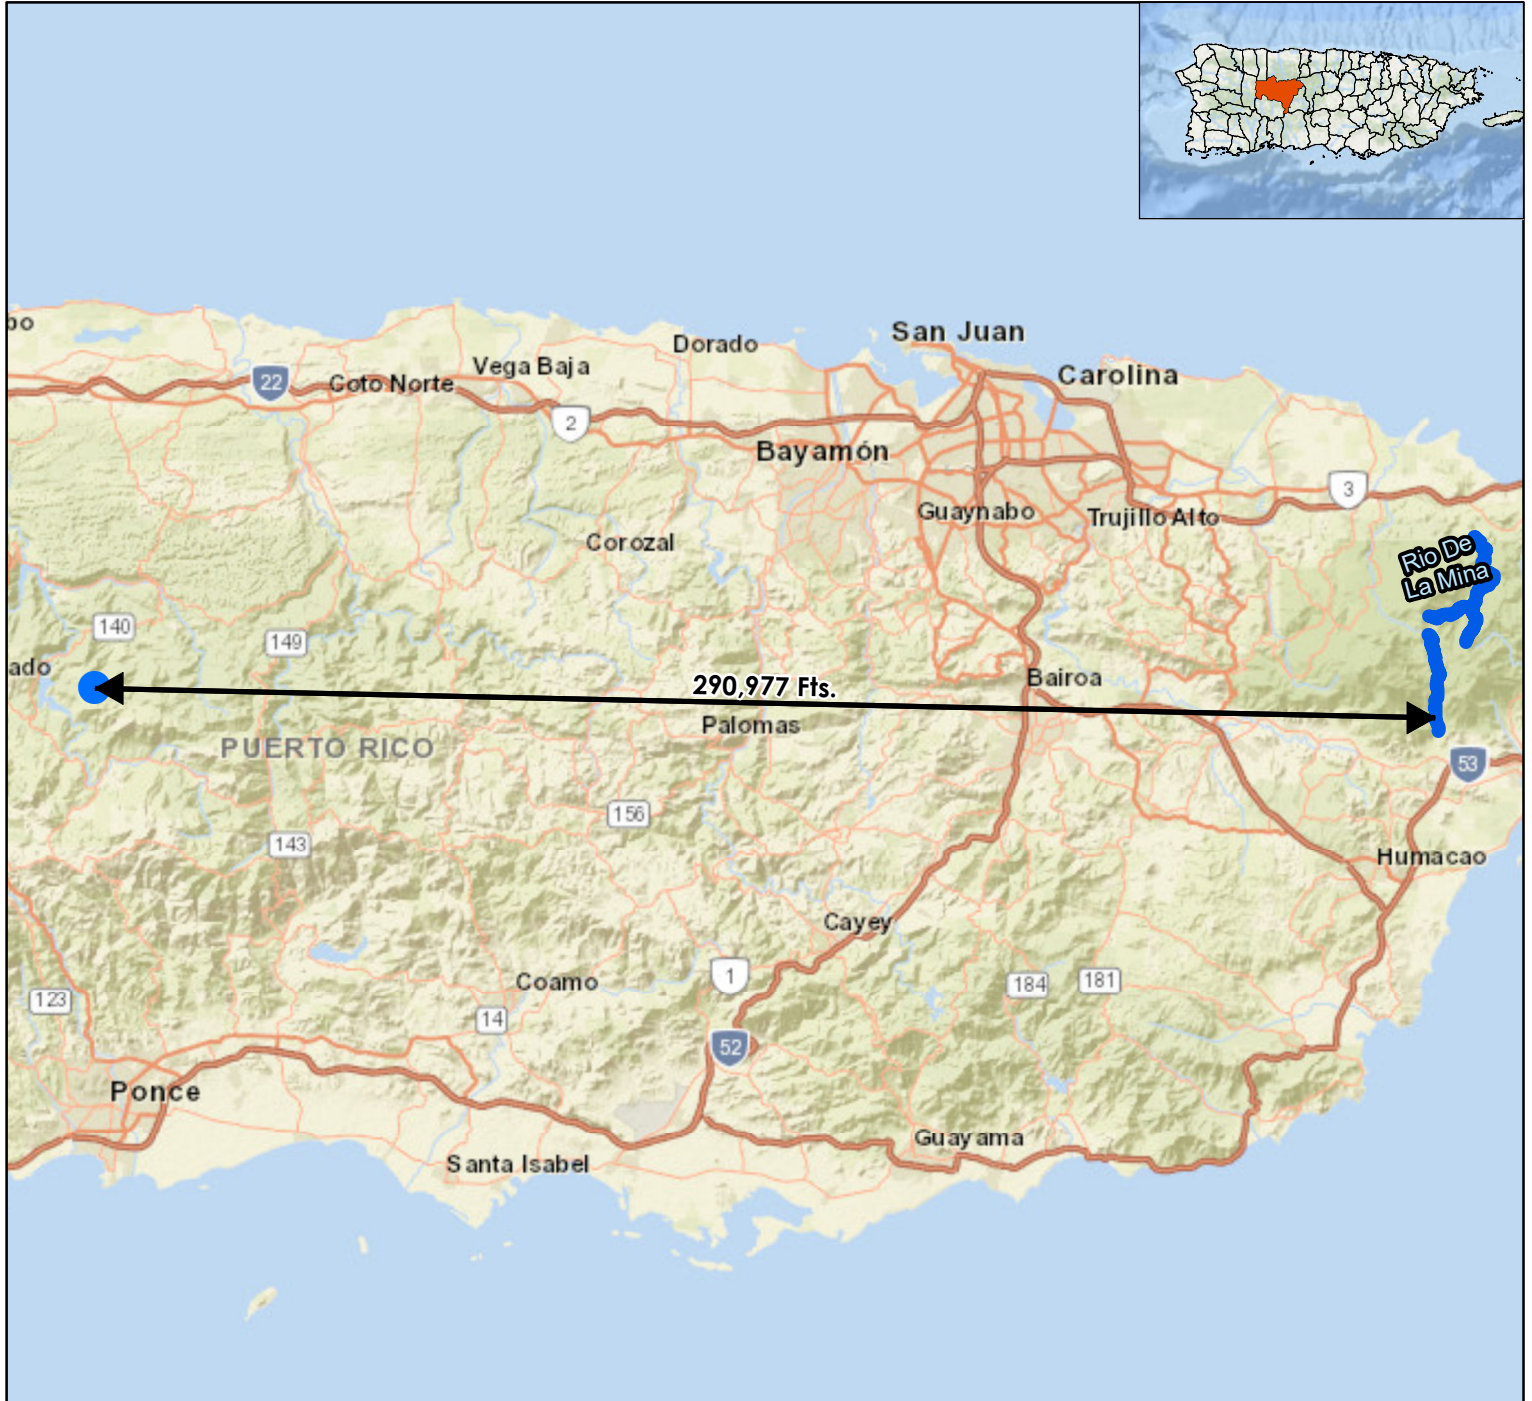 bo
San Juan
Dorado
Vega Baja
Carolina
22
Coto Norte
2
Bayamón
3
Guaynabo
Trujillo Alto
Corozal
Rio De
La Mina
140
149
ado
Bairoa
290,977 Fts.
Palomas
PUERTO RICO
53
156
143
Humacao
Cayey
1
Coamo
184
181
123
14
52
Ponce
Guayama
Santa Isabel